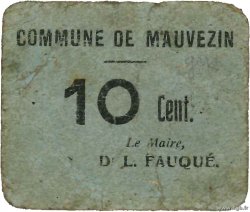 COMMUNE DE MAUVEZIN
10 Cent.
Le Maire,
Dr L. FAUQUÉ.